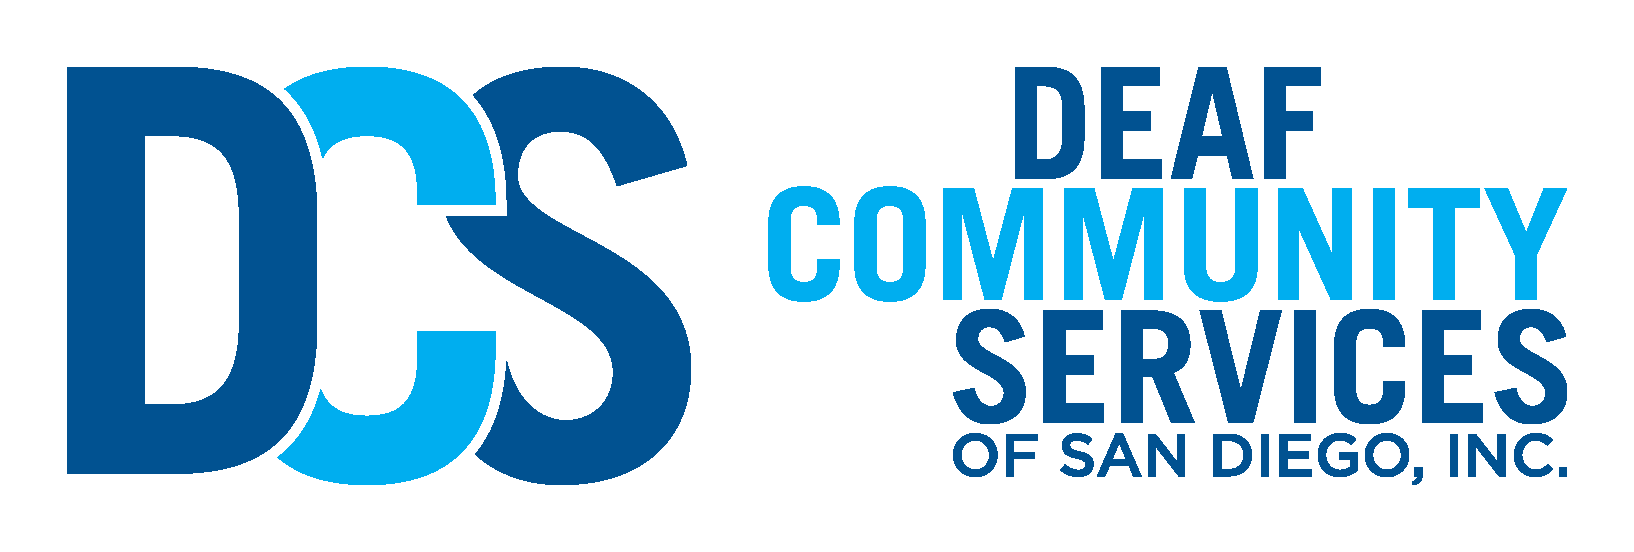 DCS
DEAF
COMMUNITY
SERVICES
OF SAN DIEGO, INC.